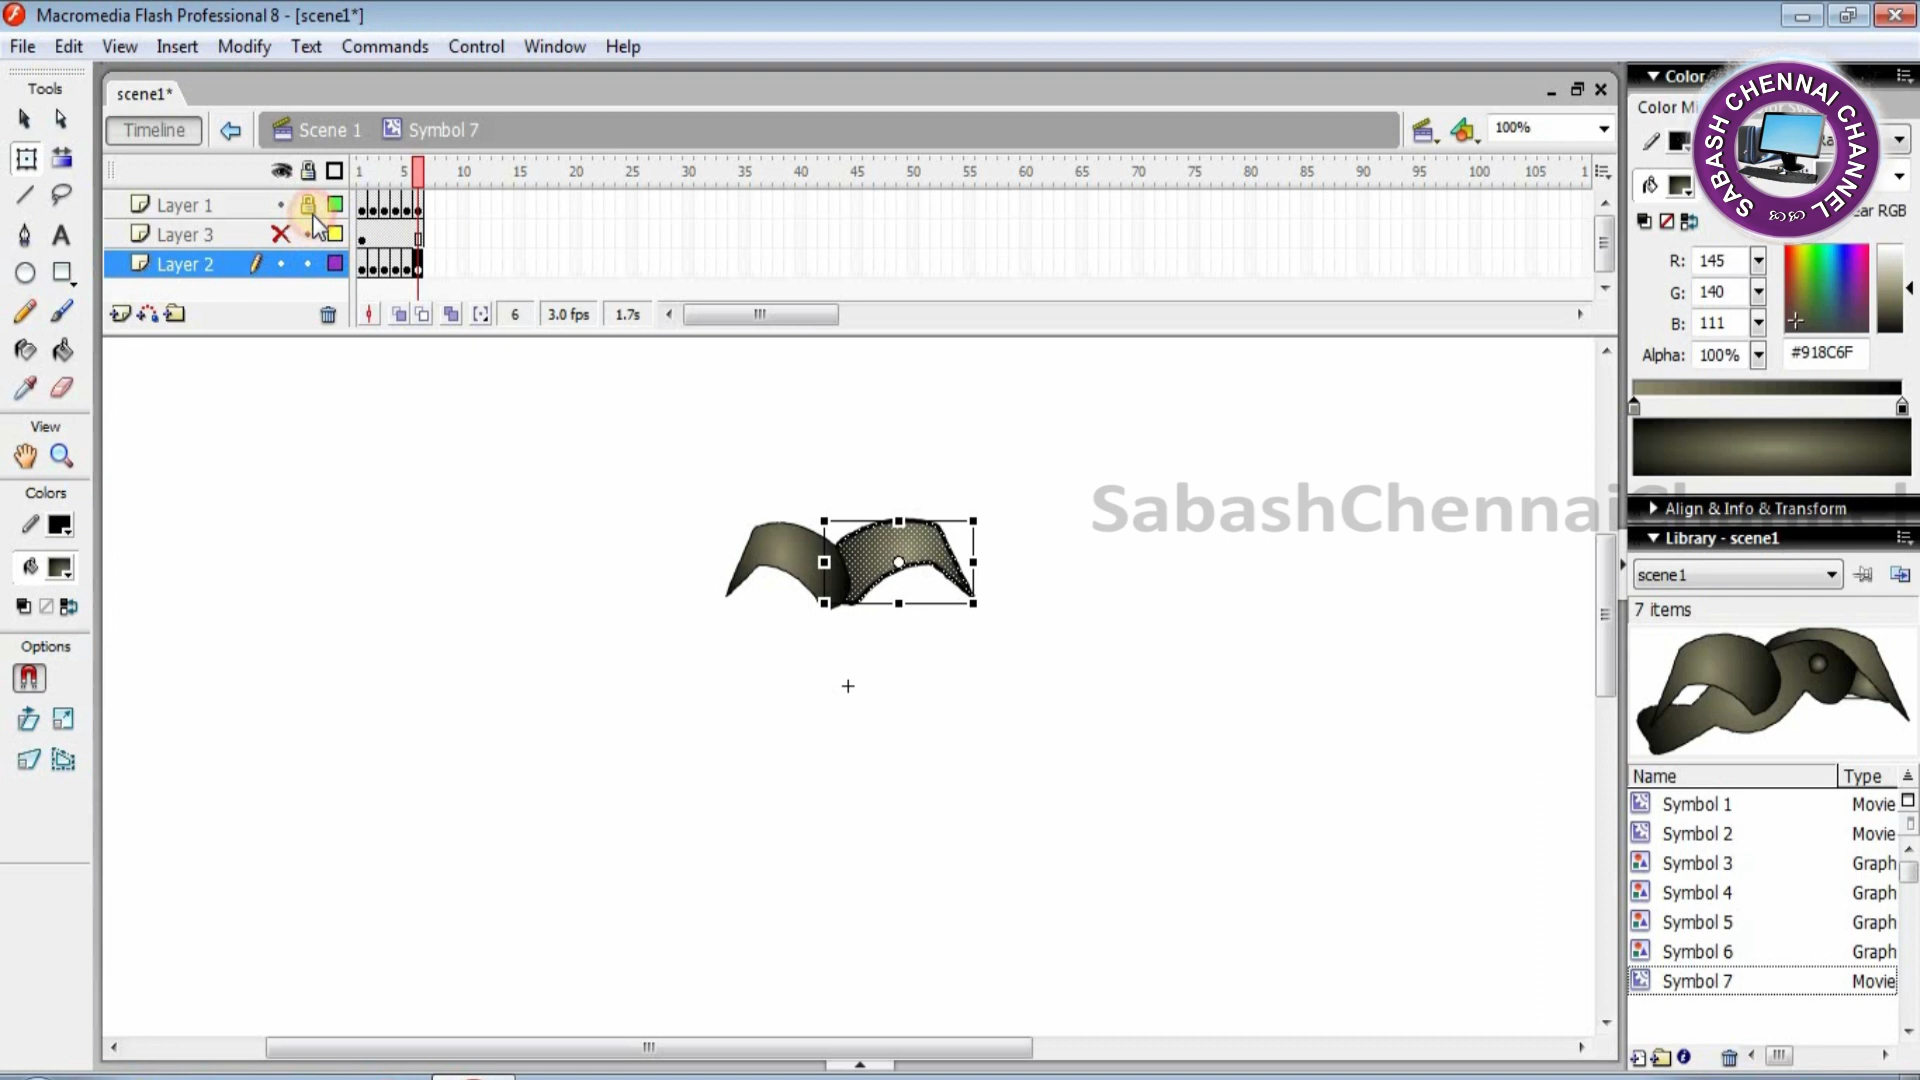 Macromedia Flash Professional 8 - [scene1*]
File Edit View Insert Modify Text Commands Control Window Help
Tools
scene1*
Timeline Scene 1 Symbol 7 100%
1 5 10 15 20 25 30 35 40 45 50 55 60 65 70 75 80 85 90 95 100 105 1
Layer 1
Layer 3
Layer 2
6 3.0 fps 1.7s
View
Colors
Options
SabashChennai
SABASH CHENNAI CHANNEL
Color
Color Mi
ear RGB
R: 145
G: 140
B: 111
Alpha: 100% #918C6F
Align & Info & Transform
Library - scene1
scene1
7 items
Name Type
Symbol 1 Movie
Symbol 2 Movie
Symbol 3 Graph
Symbol 4 Graph
Symbol 5 Graph
Symbol 6 Graph
Symbol 7 Movie